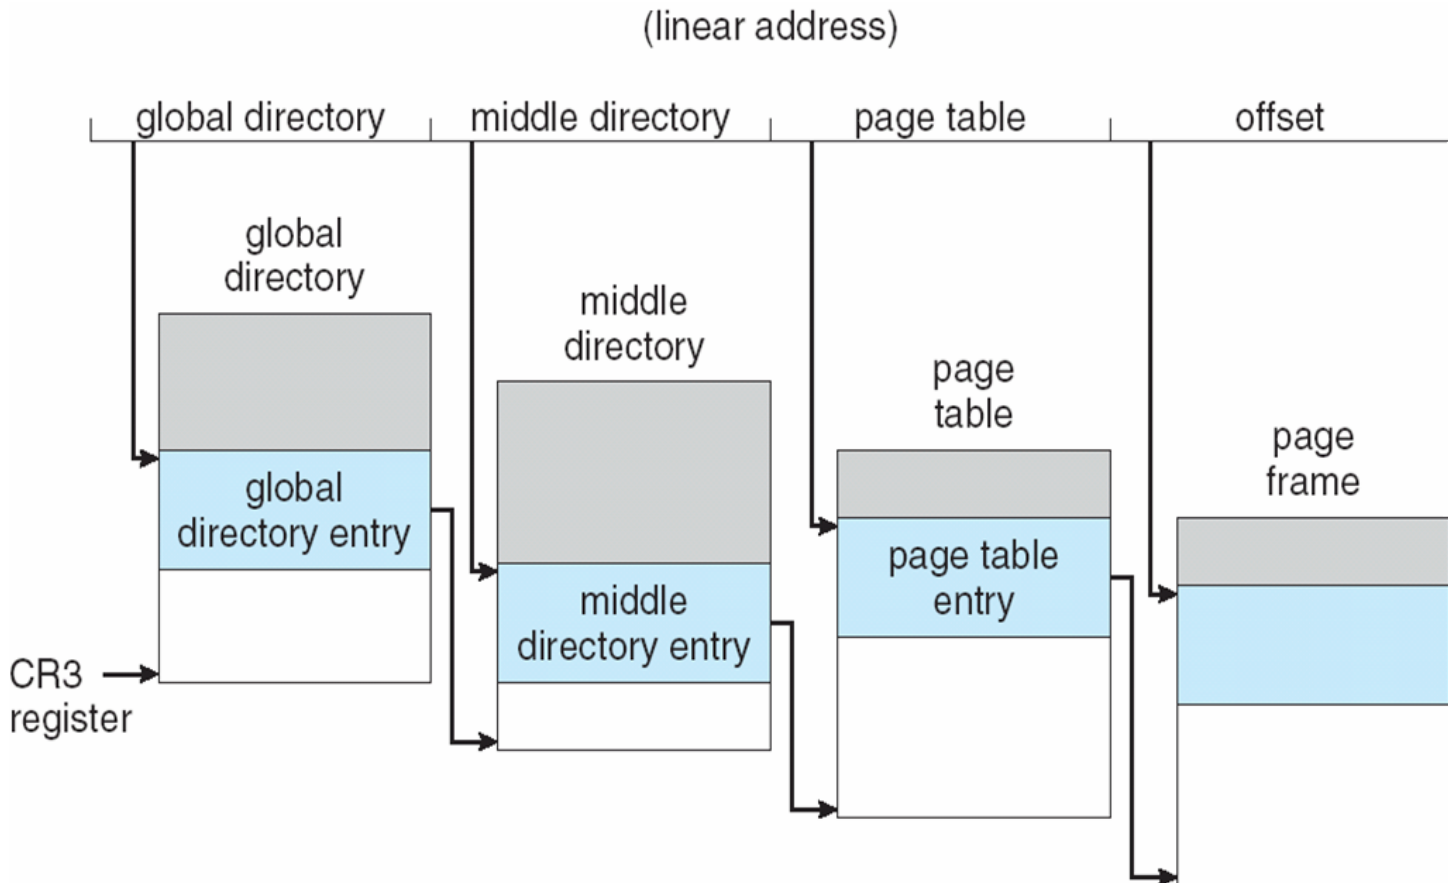 (linear address)
global directory
middle directory
page table
offset
global
directory
middle
directory
page
table
page
frame
global
directory entry
page table
entry
middle
directory entry
CR3
register